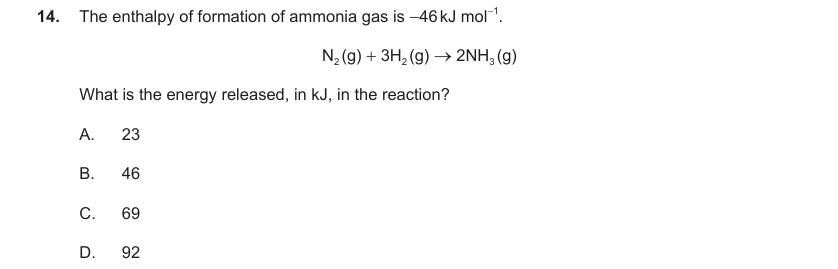 14. The enthalpy of formation of ammonia gas is –46 kJ mol⁻¹.
N₂ (g) + 3H₂ (g) → 2NH₃ (g)
What is the energy released, in kJ, in the reaction?
A. 23
B. 46
C. 69
D. 92